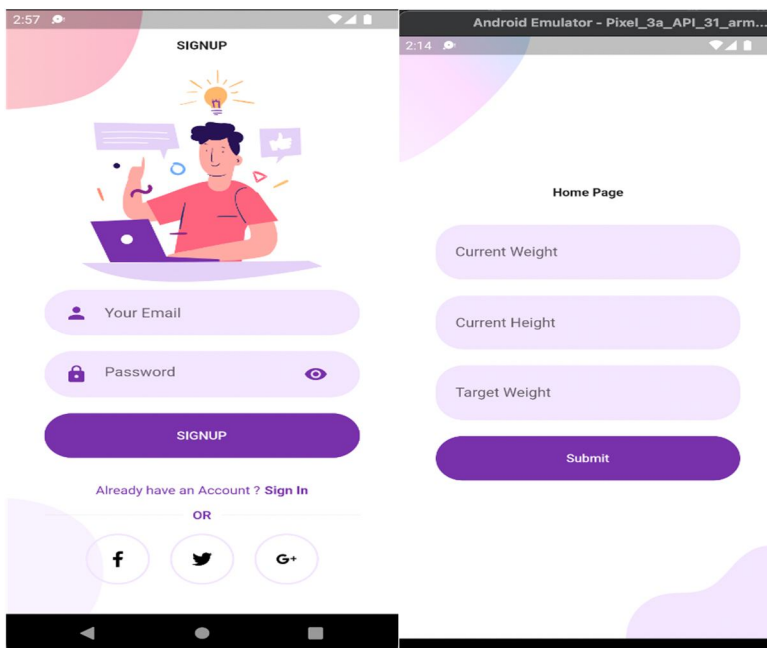 2:57
SIGNUP
Your Email
Password
SIGNUP
Already have an Account ? Sign In
OR
f
G+
Android Emulator - Pixel_3a_API_31_arm...
2:14
Home Page
Current Weight
Current Height
Target Weight
Submit